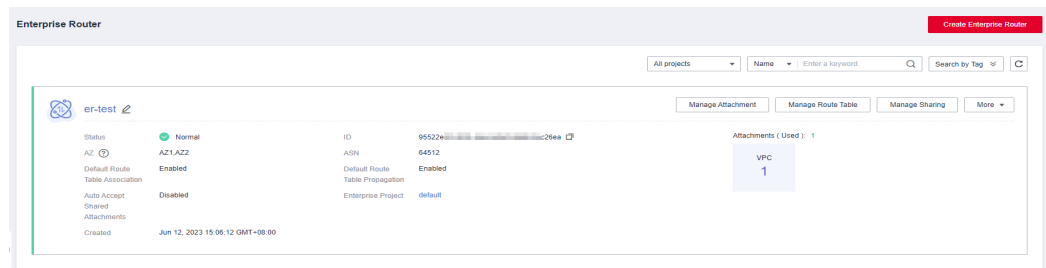 Enterprise Router
Create Enterprise Router
All projects
Name
Enter a keyword.
Search by Tag
er-test
Manage Attachment
Manage Route Table
Manage Sharing
More
Status
Normal
ID
95522e
c26ea
Attachments ( Used ): 1
AZ
AZ1,AZ2
ASN
64512
VPC
1
Default Route
Table Association
Enabled
Default Route
Table Propagation
Enabled
Auto Accept
Shared
Attachments
Disabled
Enterprise Project
default
Created
Jun 12, 2023 15:06:12 GMT+08:00